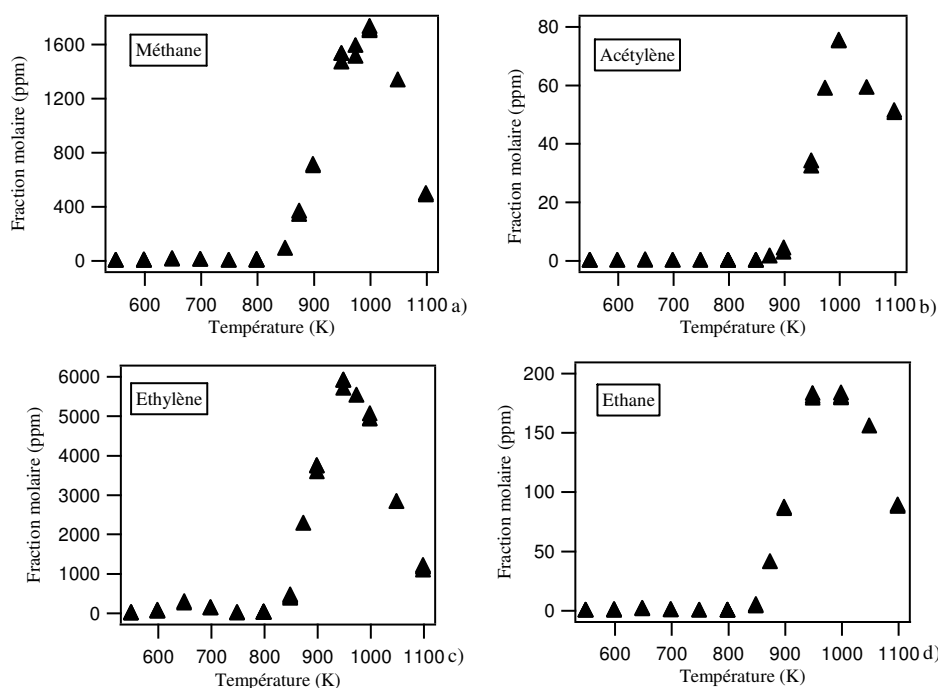 Méthane
Fraction molaire (ppm)
1600
1200
800
400
0
600 700 800 900 1000 1100 a)
Température (K)
Acétylène
Fraction molaire (ppm)
80
60
40
20
0
600 700 800 900 1000 1100 b)
Température (K)
Ethylène
Fraction molaire (ppm)
6000
5000
4000
3000
2000
1000
0
600 700 800 900 1000 1100 c)
Température (K)
Ethane
Fraction molaire (ppm)
200
150
100
50
0
600 700 800 900 1000 1100 d)
Température (K)